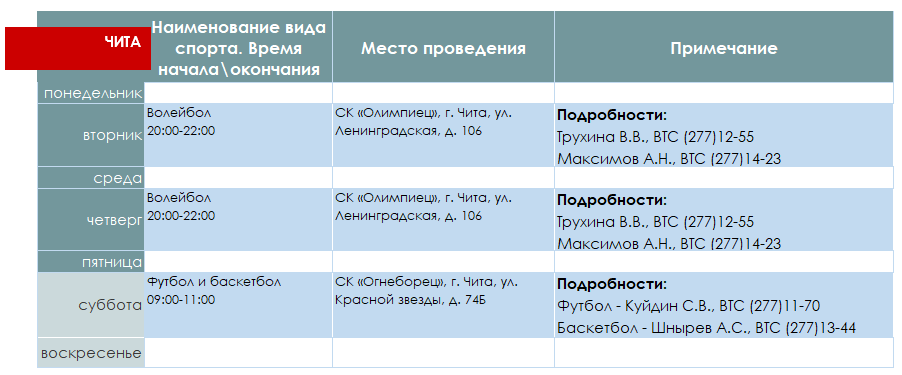 ЧИТА
Наименование вида
спорта. Время
начала\окончания
Место проведения
Примечание
понедельник
вторник
Волейбол
20:00-22:00
СК «Олимпиец», г. Чита, ул.
Ленинградская, д. 106
Подробности:
Трухина В.В., ВТС (277)12-55
Максимов А.Н., ВТС (277)14-23
среда
четверг
Волейбол
20:00-22:00
СК «Олимпиец», г. Чита, ул.
Ленинградская, д. 106
Подробности:
Трухина В.В., ВТС (277)12-55
Максимов А.Н., ВТС (277)14-23
пятница
суббота
Футбол и баскетбол
09:00-11:00
СК «Огнеборец», г. Чита, ул.
Красной звезды, д. 74Б
Подробности:
Футбол - Куйдин С.В., ВТС (277)11-70
Баскетбол - Шнырев А.С., ВТС (277)13-44
воскресенье